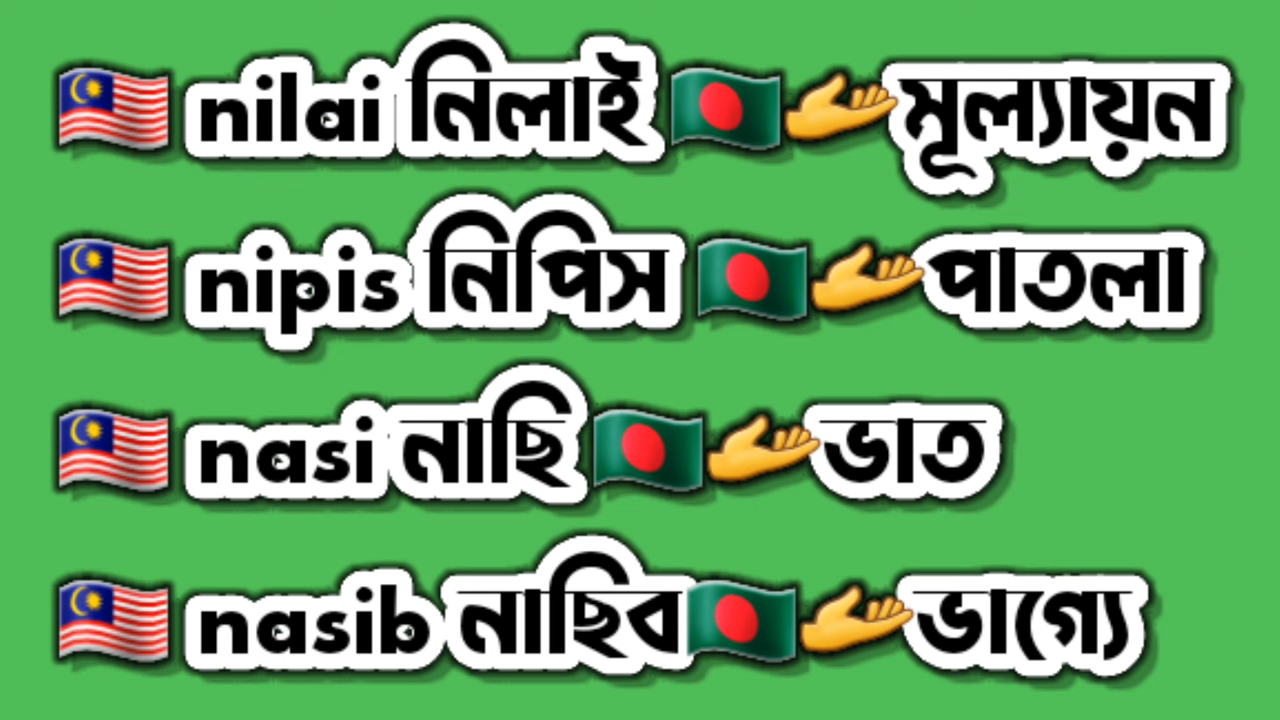 🇲🇾 nilai নিলাই 🇧🇩🫴মূল্যায়ন
🇲🇾 nipis নিপিস 🇧🇩🫴পাতলা
🇲🇾 nasi নাছি 🇧🇩🫴ভাত
🇲🇾 nasib নাছিব🇧🇩🫴ভাগ্যে